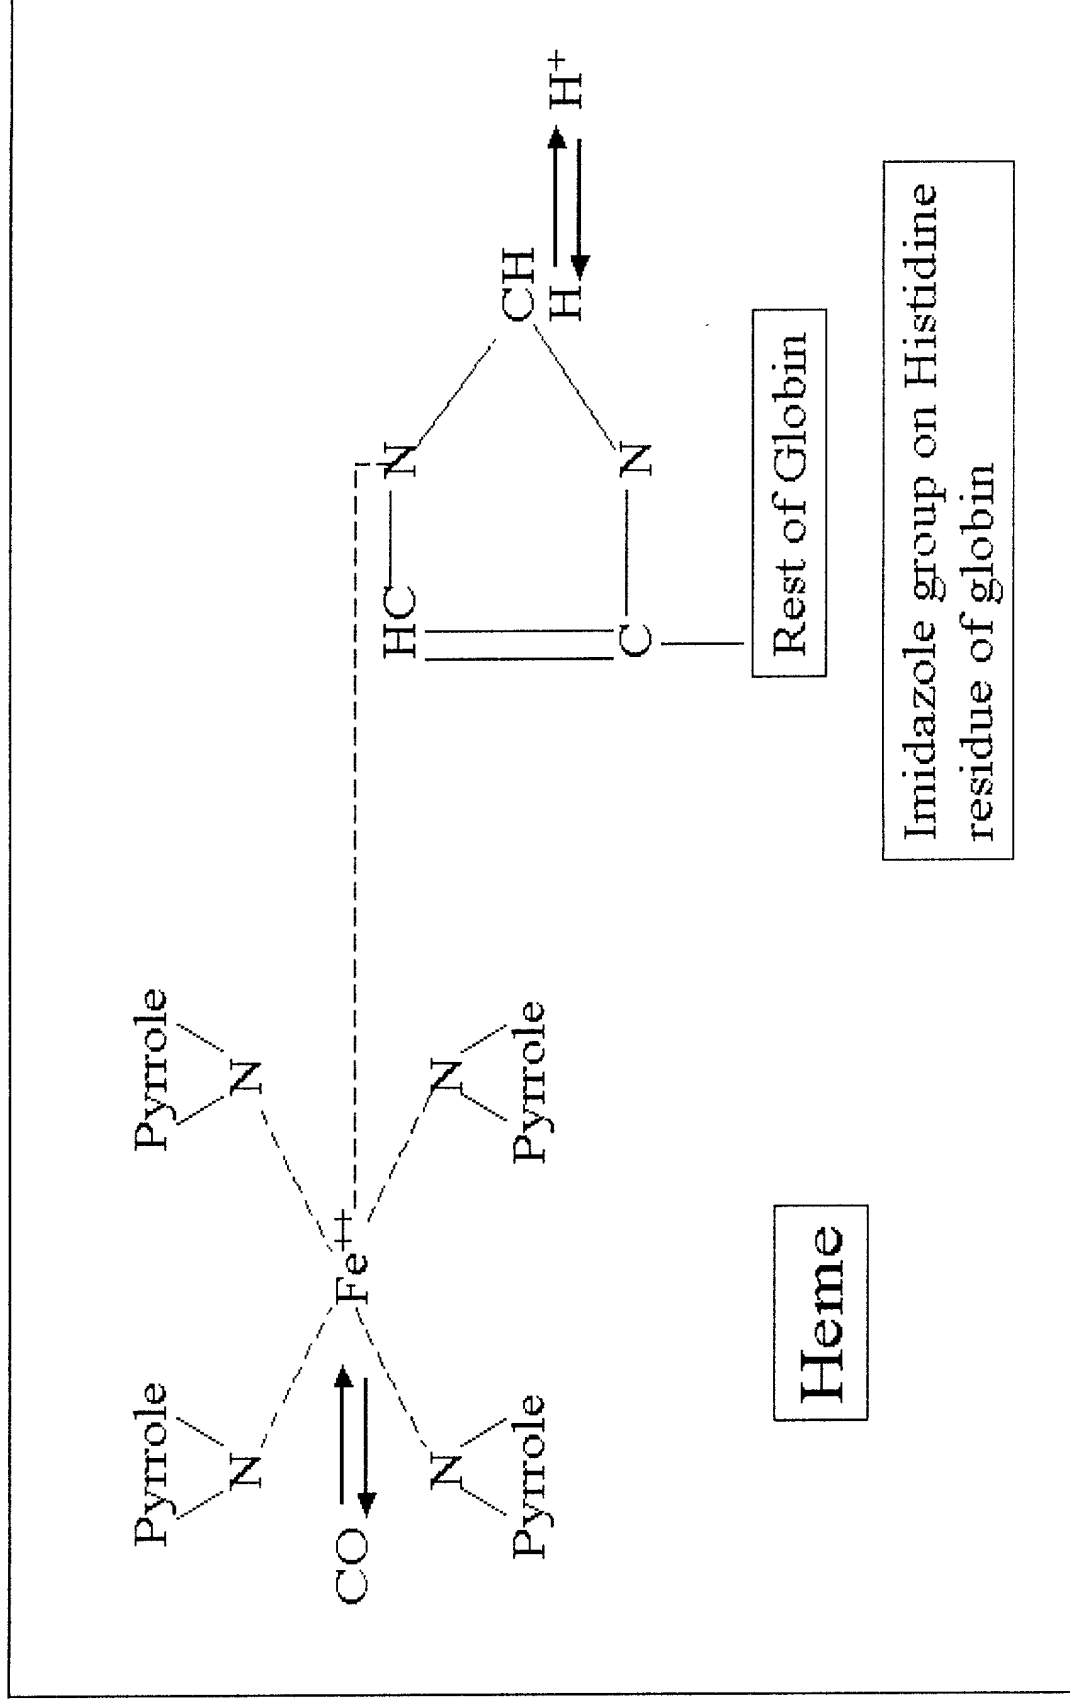 Pyrrole
Pyrrole
N
N
CO
Fe++
N
N
Pyrrole
Pyrrole
HC
N
CH
H
H+
C
N
Rest of Globin
Heme
Imidazole group on Histidine
residue of globin